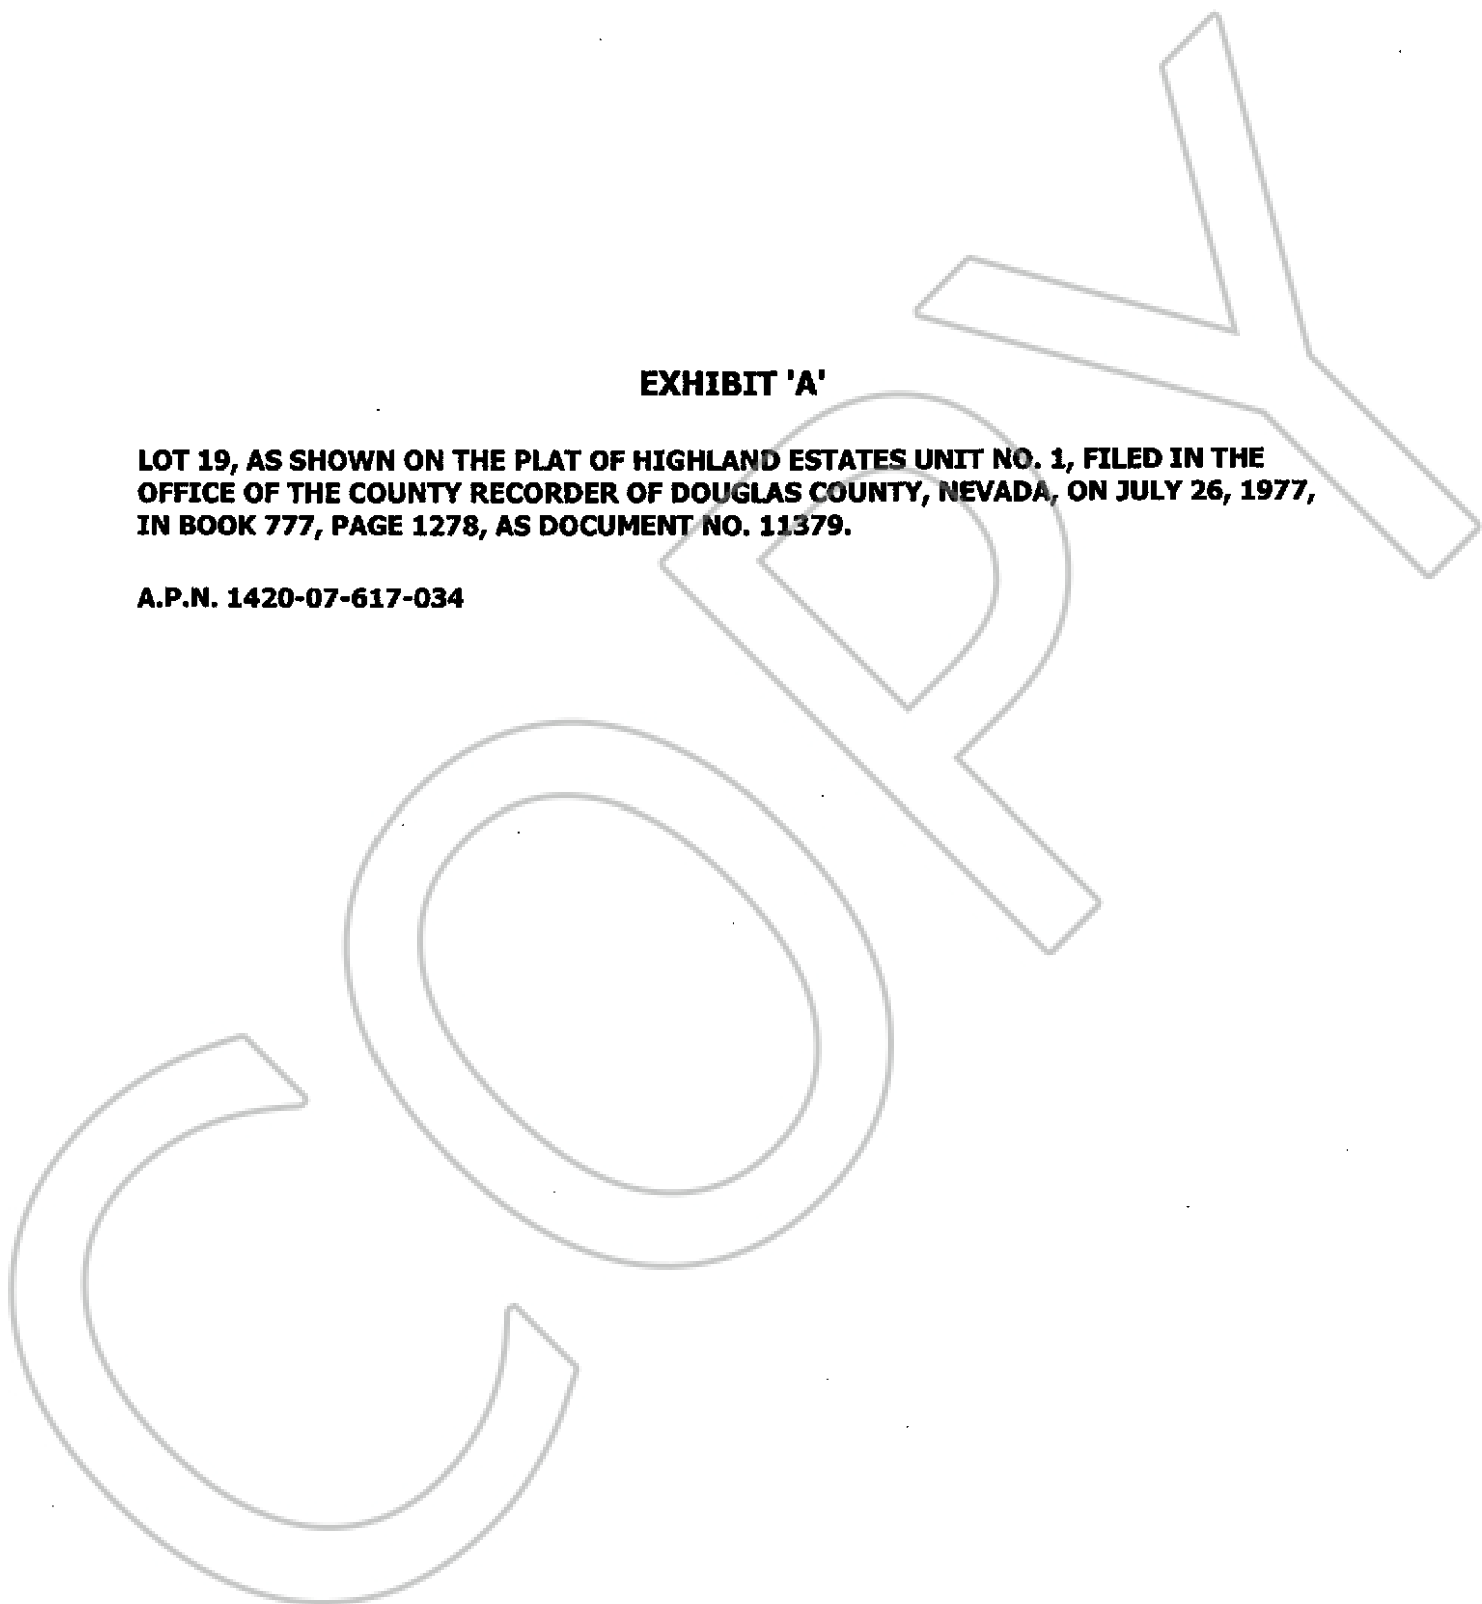 EXHIBIT 'A'
LOT 19, AS SHOWN ON THE PLAT OF HIGHLAND ESTATES UNIT NO. 1, FILED IN THE
OFFICE OF THE COUNTY RECORDER OF DOUGLAS COUNTY, NEVADA, ON JULY 26, 1977,
IN BOOK 777, PAGE 1278, AS DOCUMENT NO. 11379.
A.P.N. 1420-07-617-034
COPY